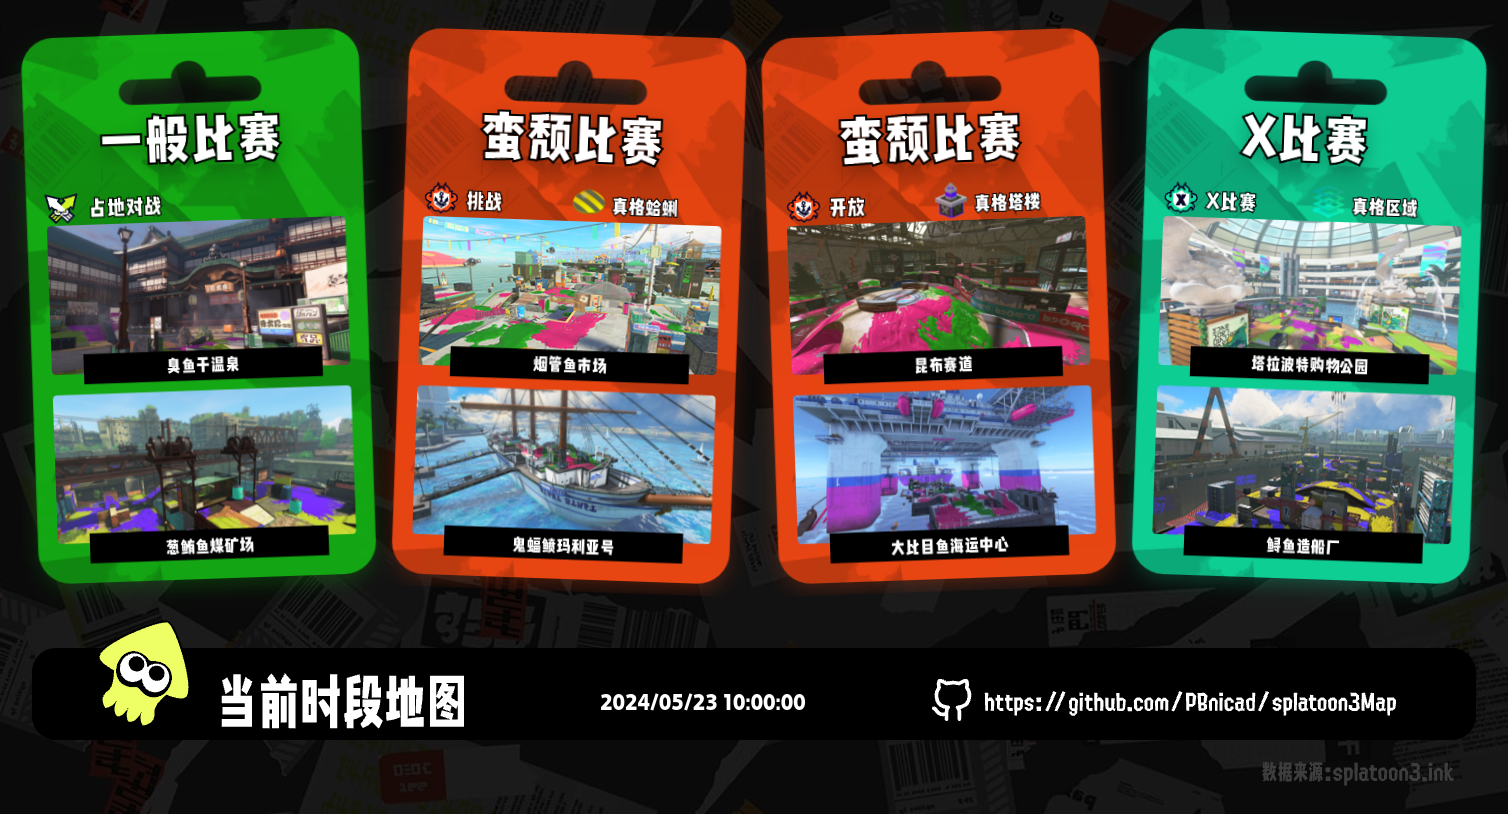 一般比赛
占地对战
臭鱼干温泉
葱鲔鱼煤矿场
蛮颓比赛
挑战
真格蛤蜊
烟管鱼市场
鬼蝠鲼玛利亚号
蛮颓比赛
开放
真格塔楼
昆布赛道
大比目鱼海运中心
X比赛
X比赛
真格区域
塔拉波特购物公园
鲟鱼造船厂
当前时段地图
2024/05/23 10:00:00
https://github.com/PBnicad/splatoon3Map
数据来源:splatoon3.ink